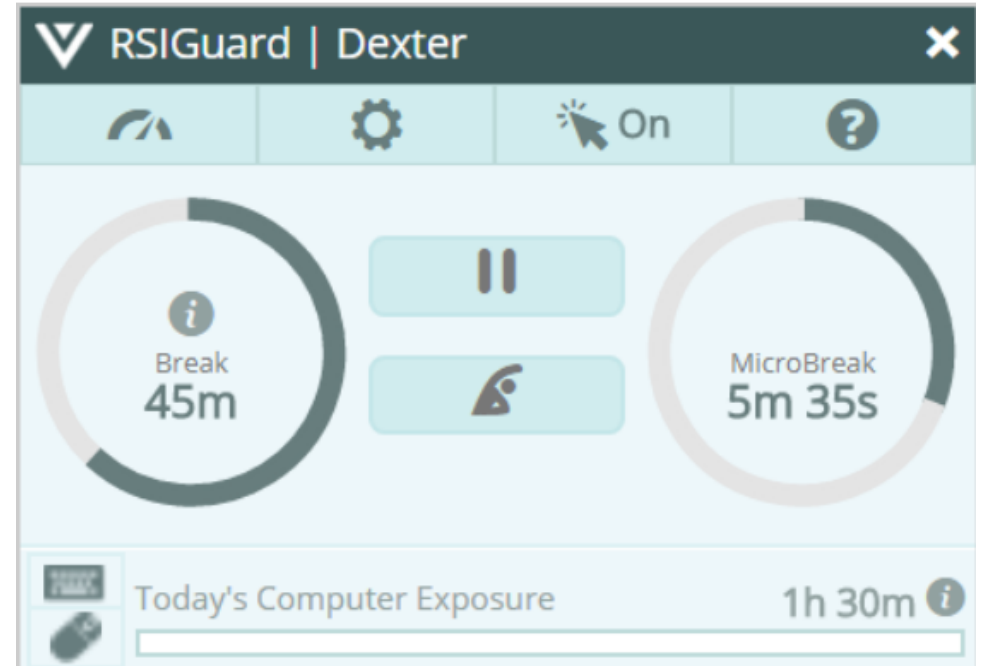 RSIGuard | Dexter
On
Break
45m
MicroBreak
5m 35s
Today's Computer Exposure 1h 30m